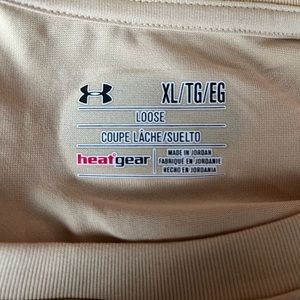 XL/TG/EG
LOOSE
COUPE LÂCHE/SUELTO
heatgear
MADE IN JORDAN
FABRIQUÉ EN JORDANIE
HECHO EN JORDANIA